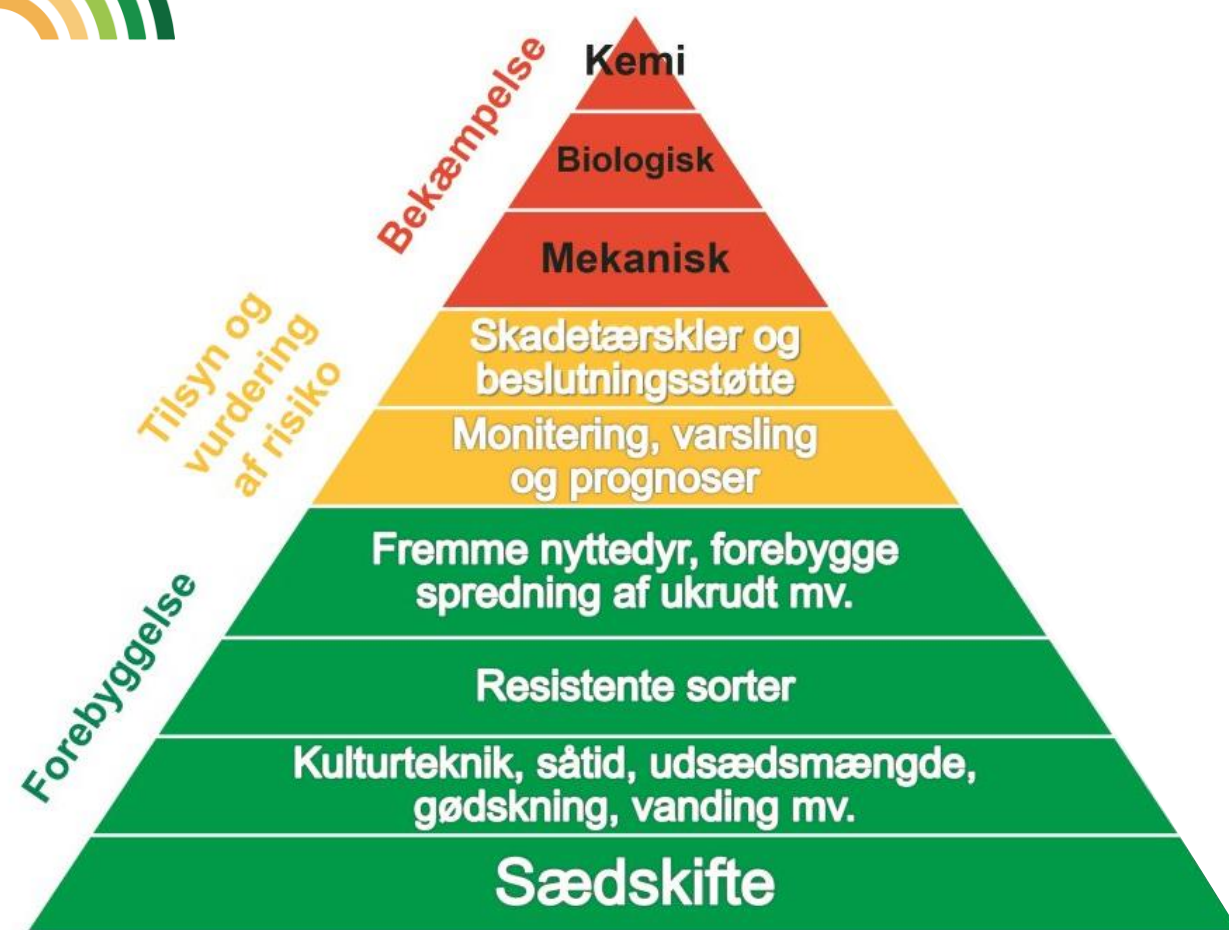 Kemi
Bekæmpelse
Biologisk
Mekanisk
Tilsyn og
vurdering
af risiko
Skadetærskler og
beslutningsstøtte
Monitering, varsling
og prognoser
Forebyggelse
Fremme nyttedyr, forebygge
spredning af ukrudt mv.
Resistente sorter
Kulturteknik, såtid, udsædsmængde,
gødskning, vanding mv.
Sædskifte